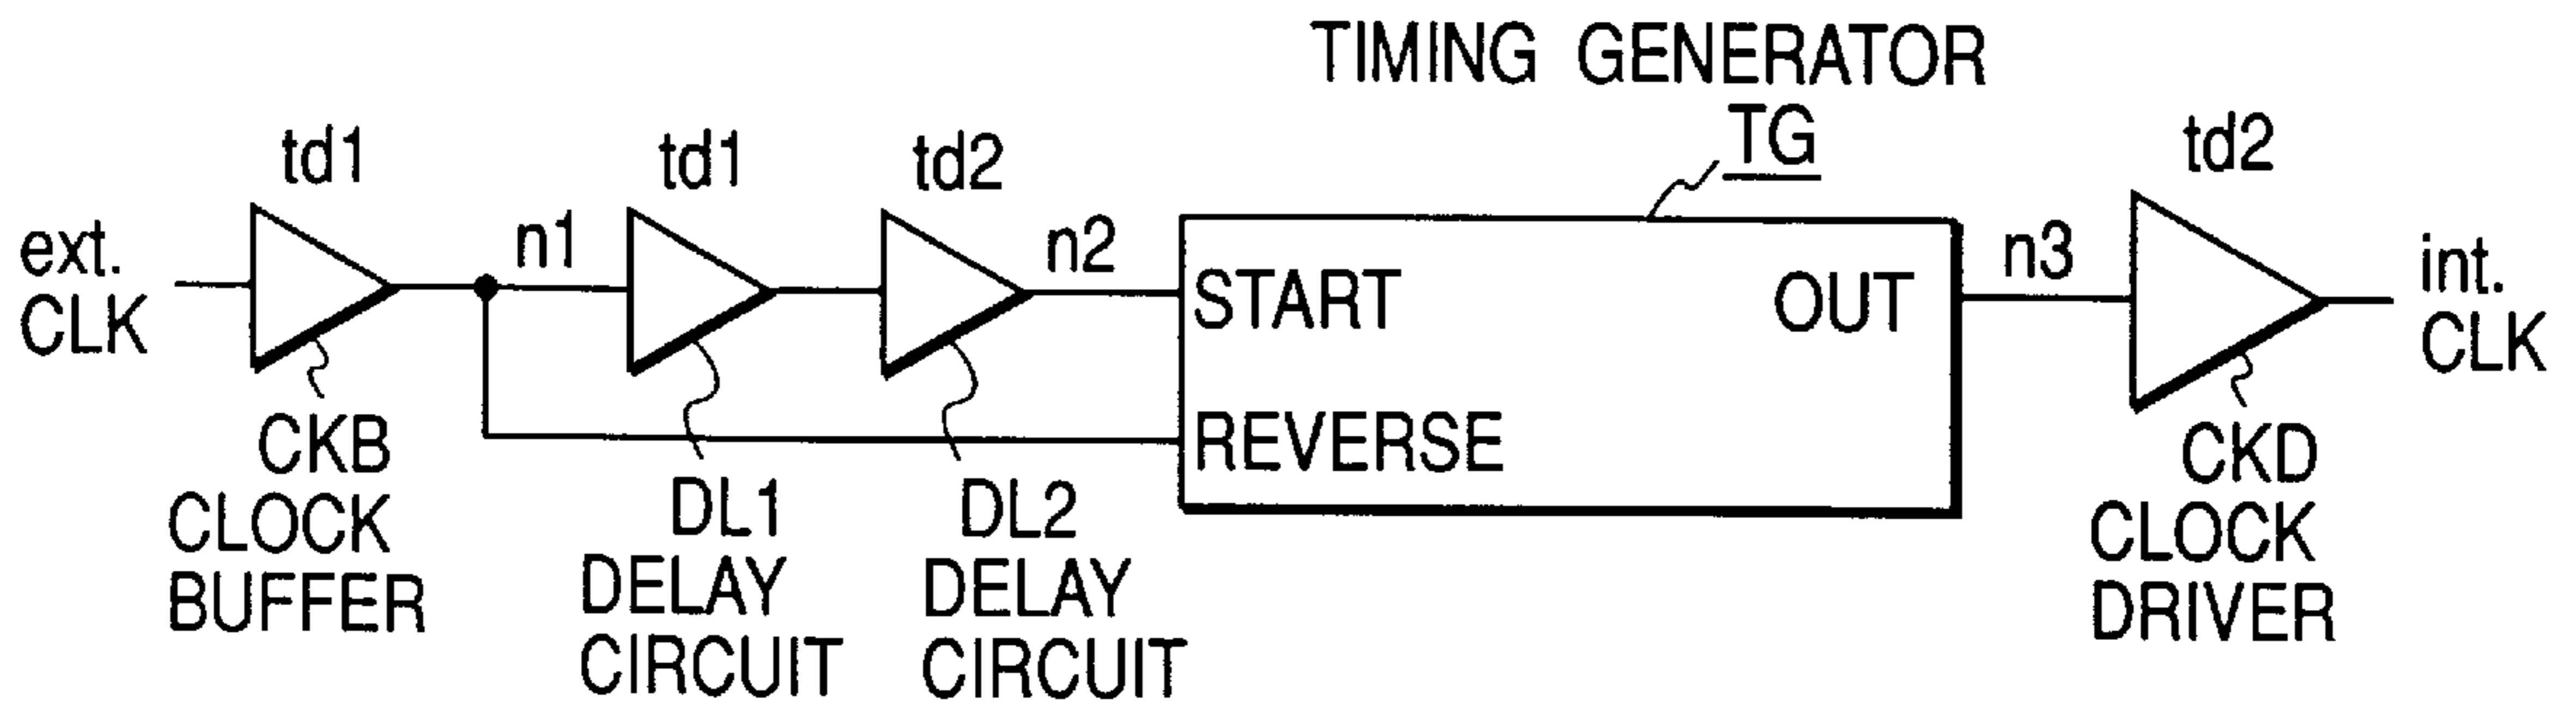 TIMING GENERATOR
TG
td1
td1
td2
td2
ext.
CLK
n1
n2
START
REVERSE
OUT
n3
int.
CLK
CKB
CLOCK
BUFFER
DL1
DELAY
CIRCUIT
DL2
DELAY
CIRCUIT
CKD
CLOCK
DRIVER